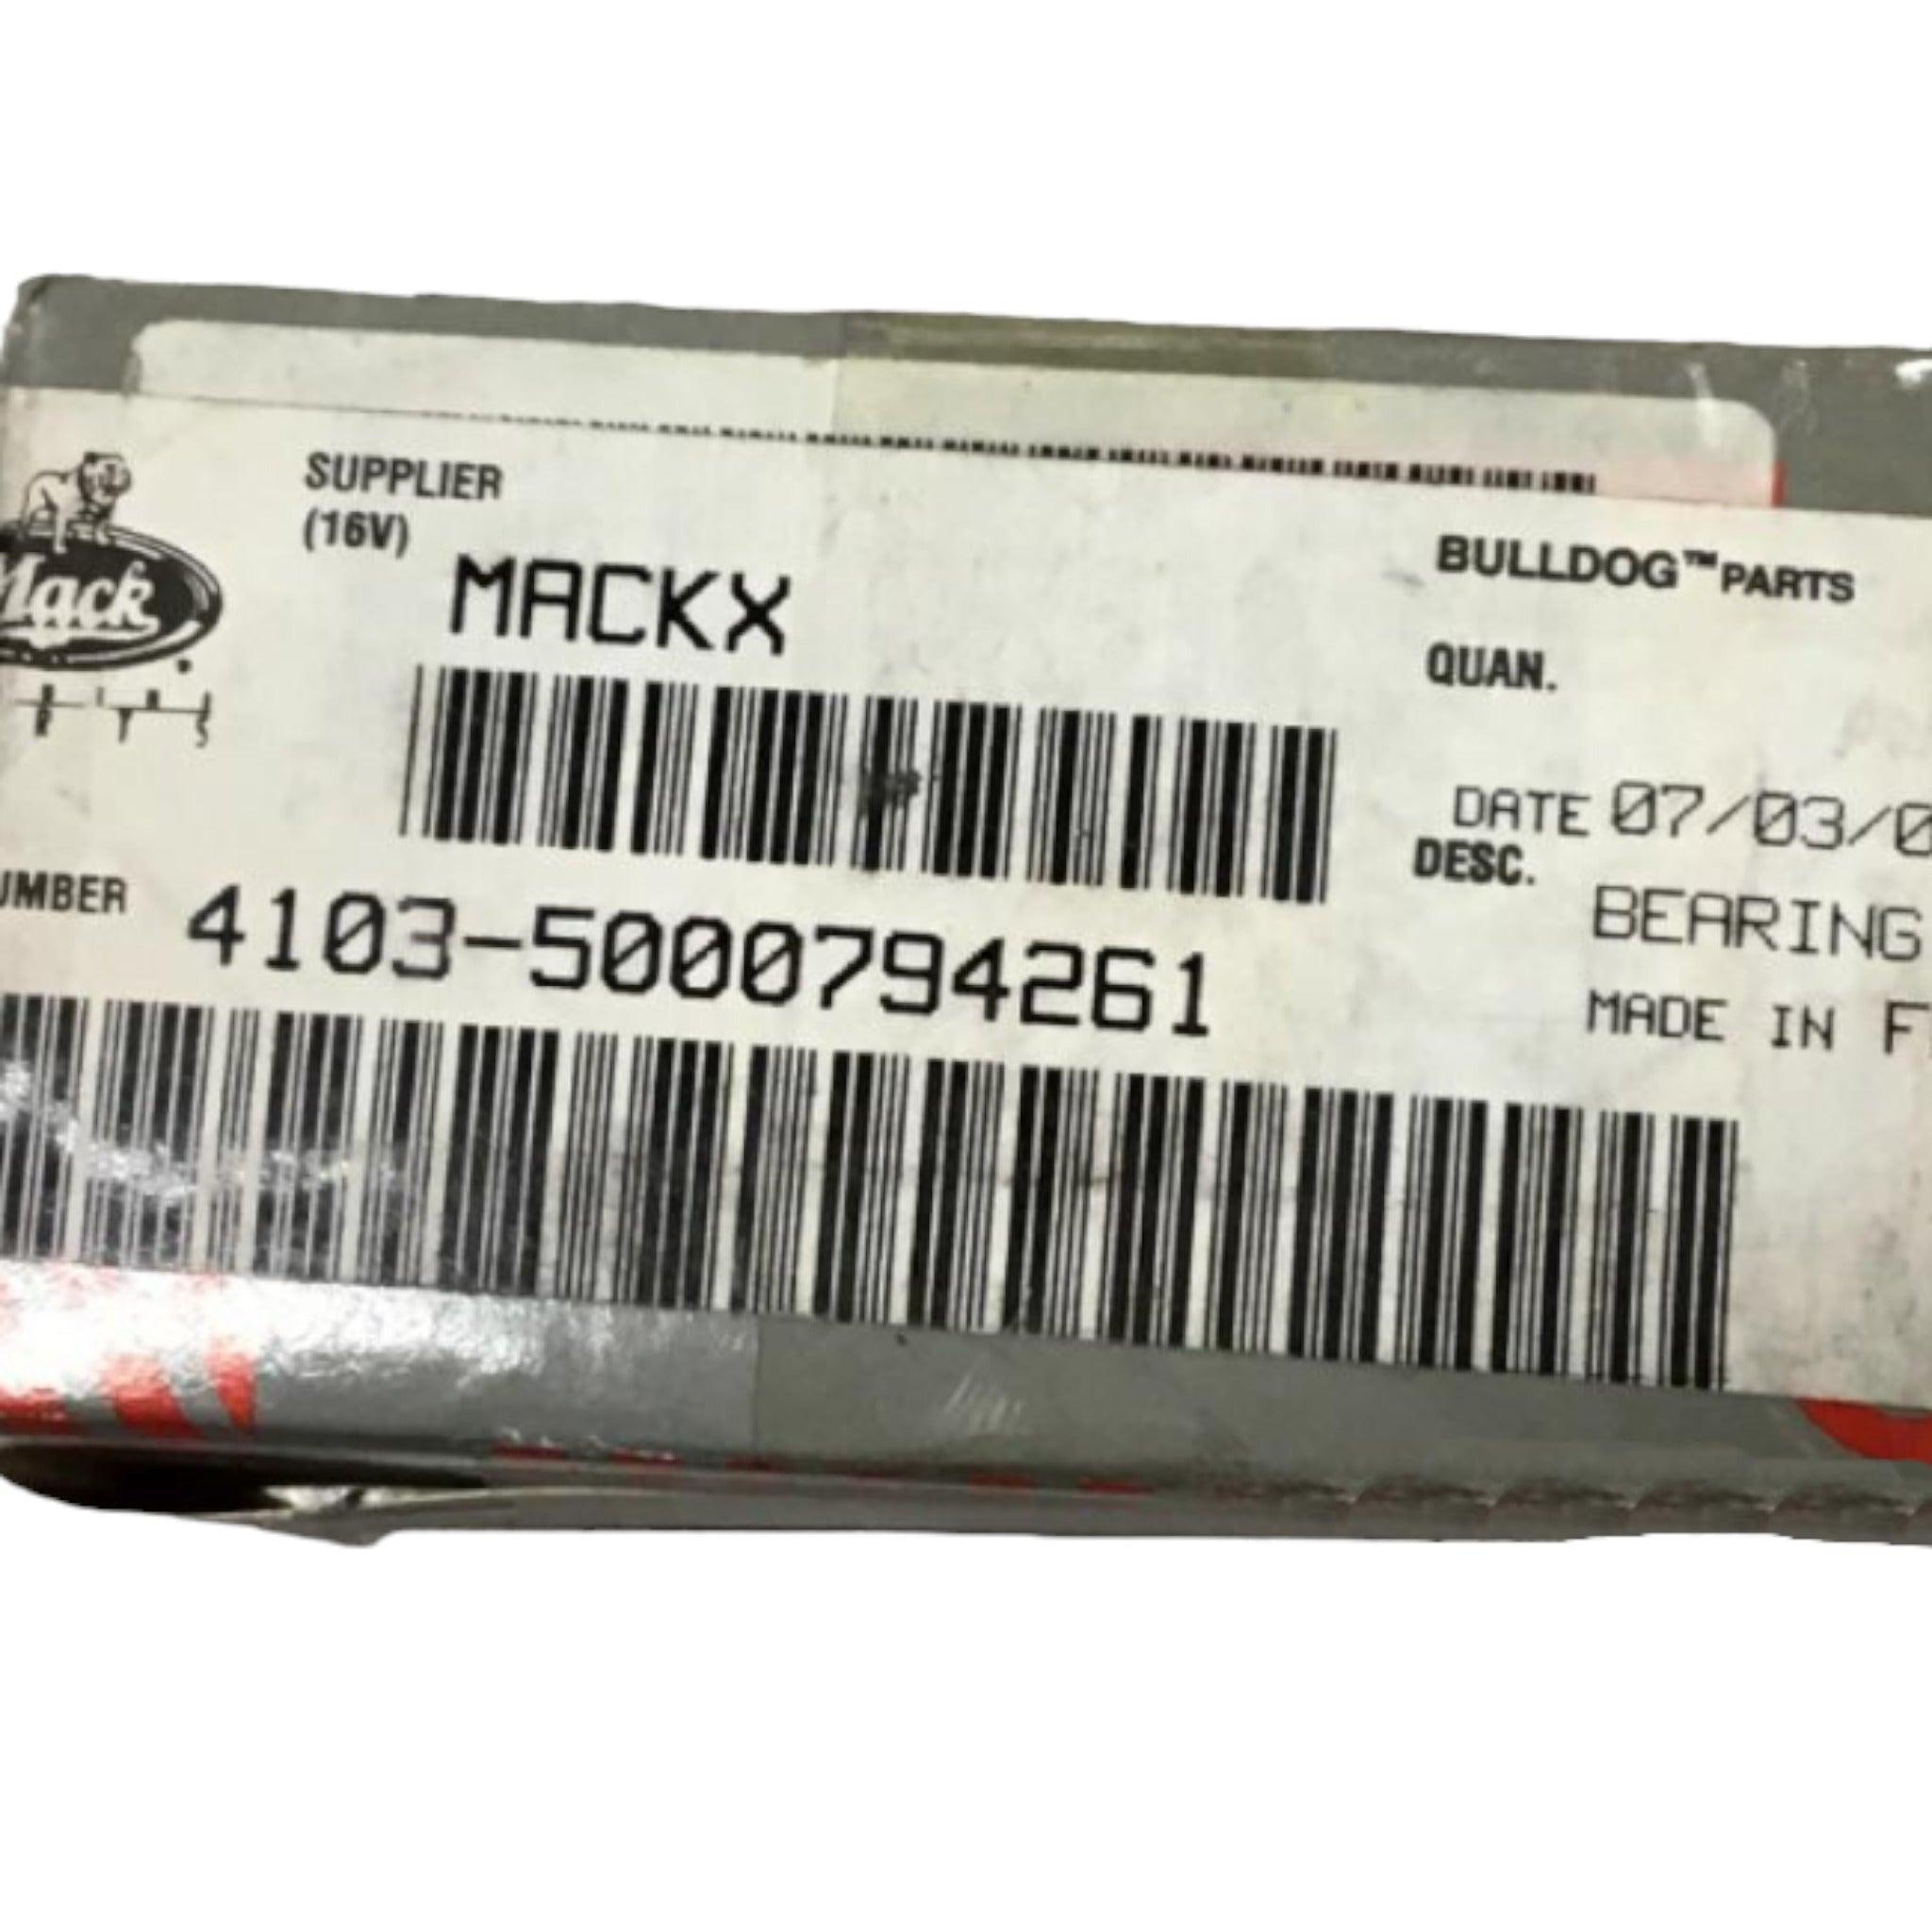 SUPPLIER
(16V)
MACKX
BULLDOG™ PARTS
Mack
QUAN.
DATE 07/03/0
DESC.
BEARING
UMBER 4103-5000794261
MADE IN F